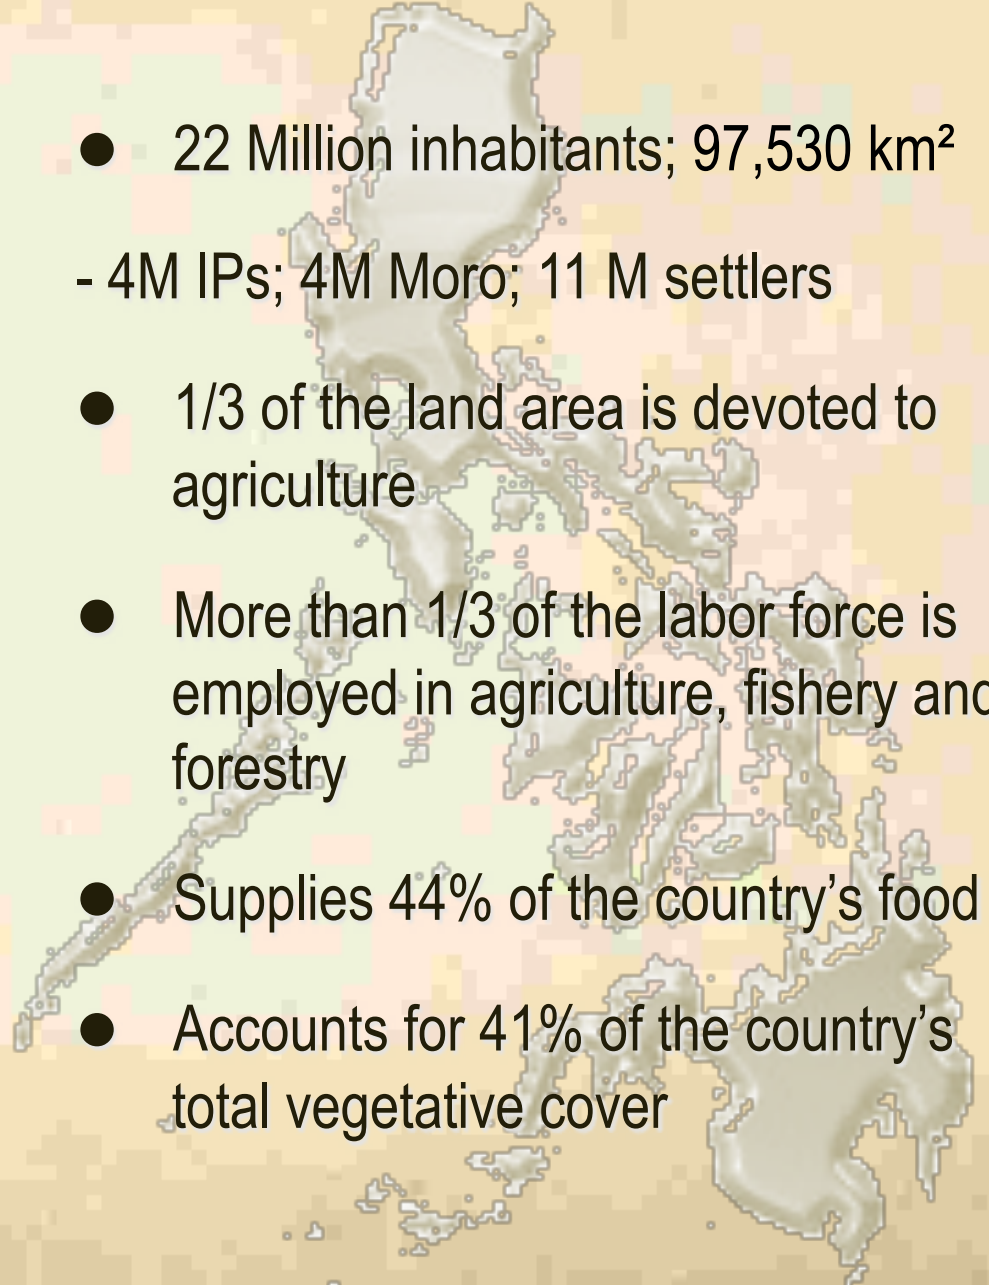 ● 22 Million inhabitants; 97,530 km²
- 4M IPs; 4M Moro; 11 M settlers
● 1/3 of the land area is devoted to
agriculture
● More than 1/3 of the labor force is
employed in agriculture, fishery and
forestry
● Supplies 44% of the country’s food
● Accounts for 41% of the country’s
total vegetative cover